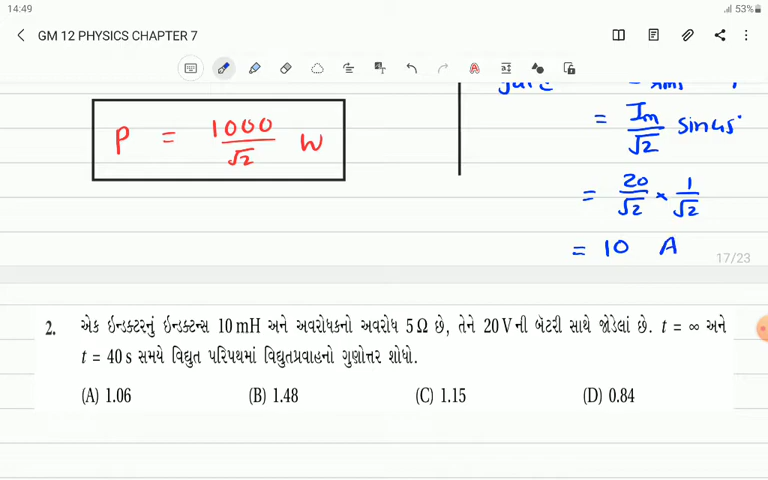 14:49 53%
GM 12 PHYSICS CHAPTER 7
P = 1000/√2 W
= Im/√2 sin45°
= 20/√2 × 1/√2
= 10 A
17/23
2. એક ઇન્ડક્ટરનું ઇન્ડક્ટન્સ 10 mH અને અવરોધકનો અવરોધ 5 Ω છે, તેને 20 V ની બૅટરી સાથે જોડેલાં છે. t = ∞ અને
t = 40 s સમયે વિદ્યુત પરિપથમાં વિદ્યુતપ્રવાહનો ગુણોત્તર શોધો.
(A) 1.06 (B) 1.48 (C) 1.15 (D) 0.84